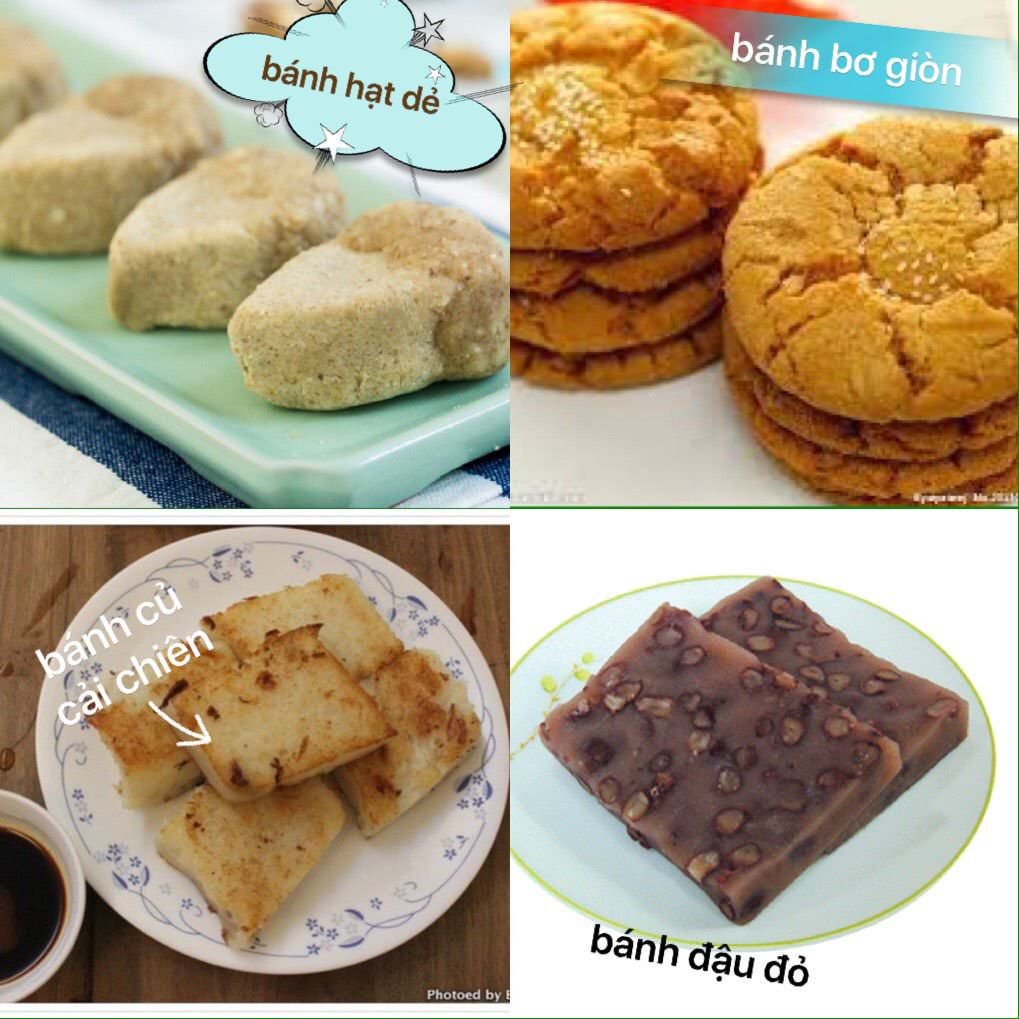 bánh hạt dẻ
bánh bơ giòn
bánh củ
cải chiên
Photoed by
bánh đậu đỏ